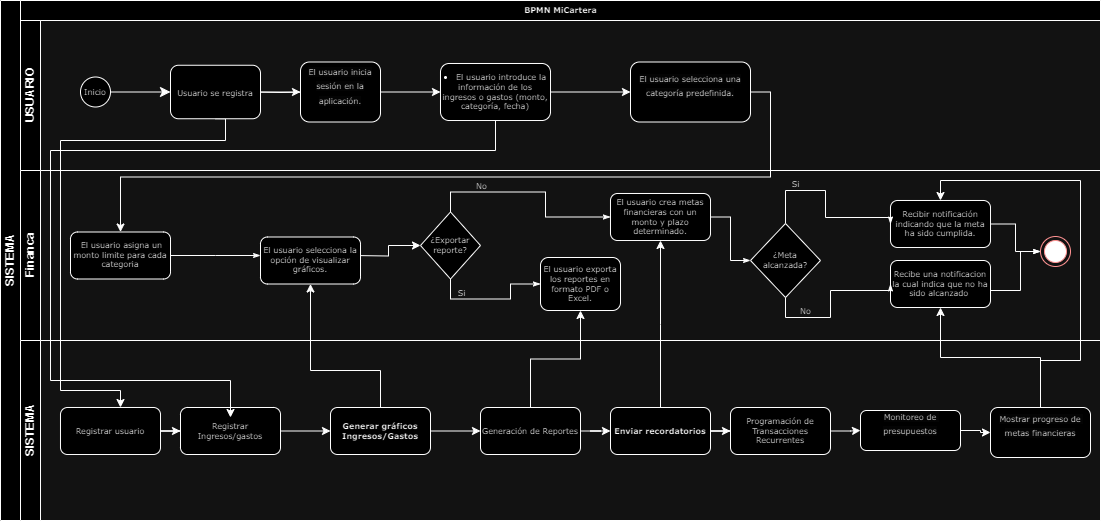 BPMN MiCartera
SISTEMA
USUARIO
Inicio
Usuario se registra
El usuario inicia
sesión en la
aplicación.
• El usuario introduce la
información de los
ingresos o gastos (monto,
categoría, fecha)
El usuario selecciona una
categoría predefinida.
Financa
El usuario asigna un
monto limite para cada
categoría
El usuario selecciona la
opción de visualizar
gráficos.
¿Exportar
reporte?
No
Si
El usuario exporta
los reportes en
formato PDF o
Excel.
El usuario crea metas
financieras con un
monto y plazo
determinado.
¿Meta
alcanzada?
Si
No
Recibir notificación
indicando que la meta
ha sido cumplida.
Recibe una notificacion
la cual indica que no ha
sido alcanzado
SISTEMA
Registrar usuario
Registrar
Ingresos/gastos
Generar gráficos
Ingresos/Gastos
Generación de Reportes
Enviar recordatorios
Programación de
Transacciones
Recurrentes
Monitoreo de
presupuestos
Mostrar progreso de
metas financieras